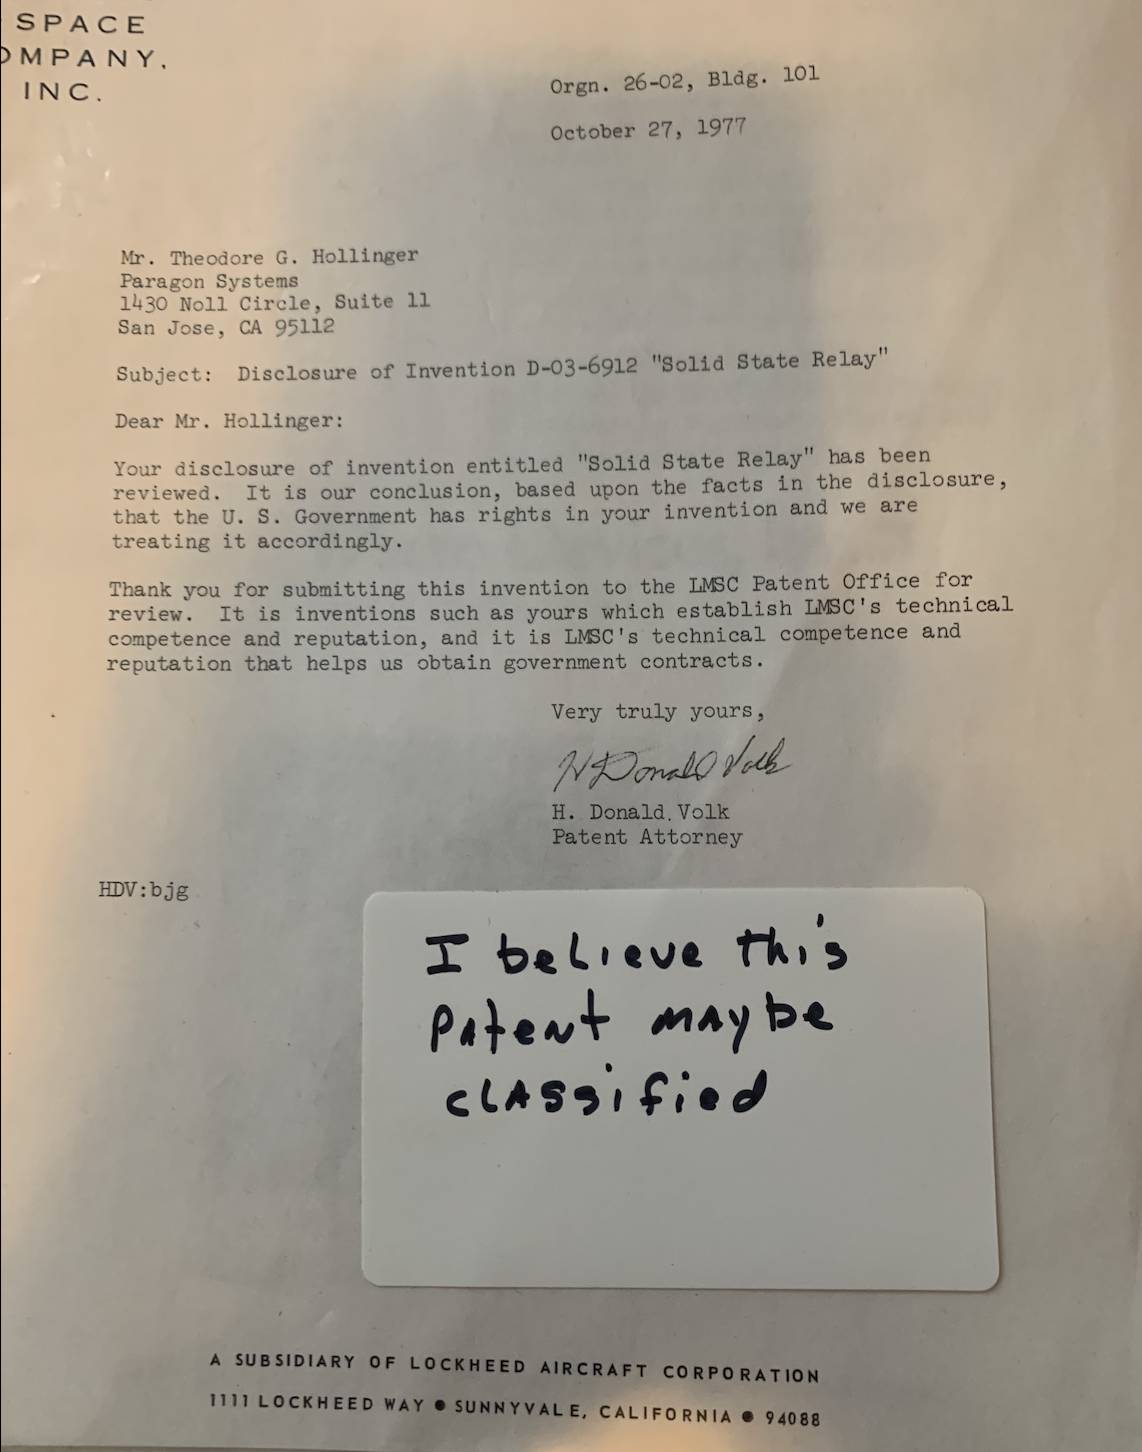 SPACE
OMPANY.
INC.
Orgn. 26-02, Bldg. 101
October 27, 1977
Mr. Theodore G. Hollinger
Paragon Systems
1430 Noll Circle, Suite 11
San Jose, CA 95112
Subject: Disclosure of Invention D-03-6912 "Solid State Relay"
Dear Mr. Hollinger:
Your disclosure of invention entitled "Solid State Relay" has been
reviewed. It is our conclusion, based upon the facts in the disclosure,
that the U. S. Government has rights in your invention and we are
treating it accordingly.
Thank you for submitting this invention to the LMSC Patent Office for
review. It is inventions such as yours which establish LMSC's technical
competence and reputation, and it is LMSC's technical competence and
reputation that helps us obtain government contracts.
Very truly yours,
H Donald Volk
H. Donald Volk
Patent Attorney
HDV:bjg
I believe this
Patent maybe
classified
A SUBSIDIARY OF LOCKHEED AIRCRAFT CORPORATION
1111 LOCKHEED WAY ● SUNNYVALE, CALIFORNIA ● 94088